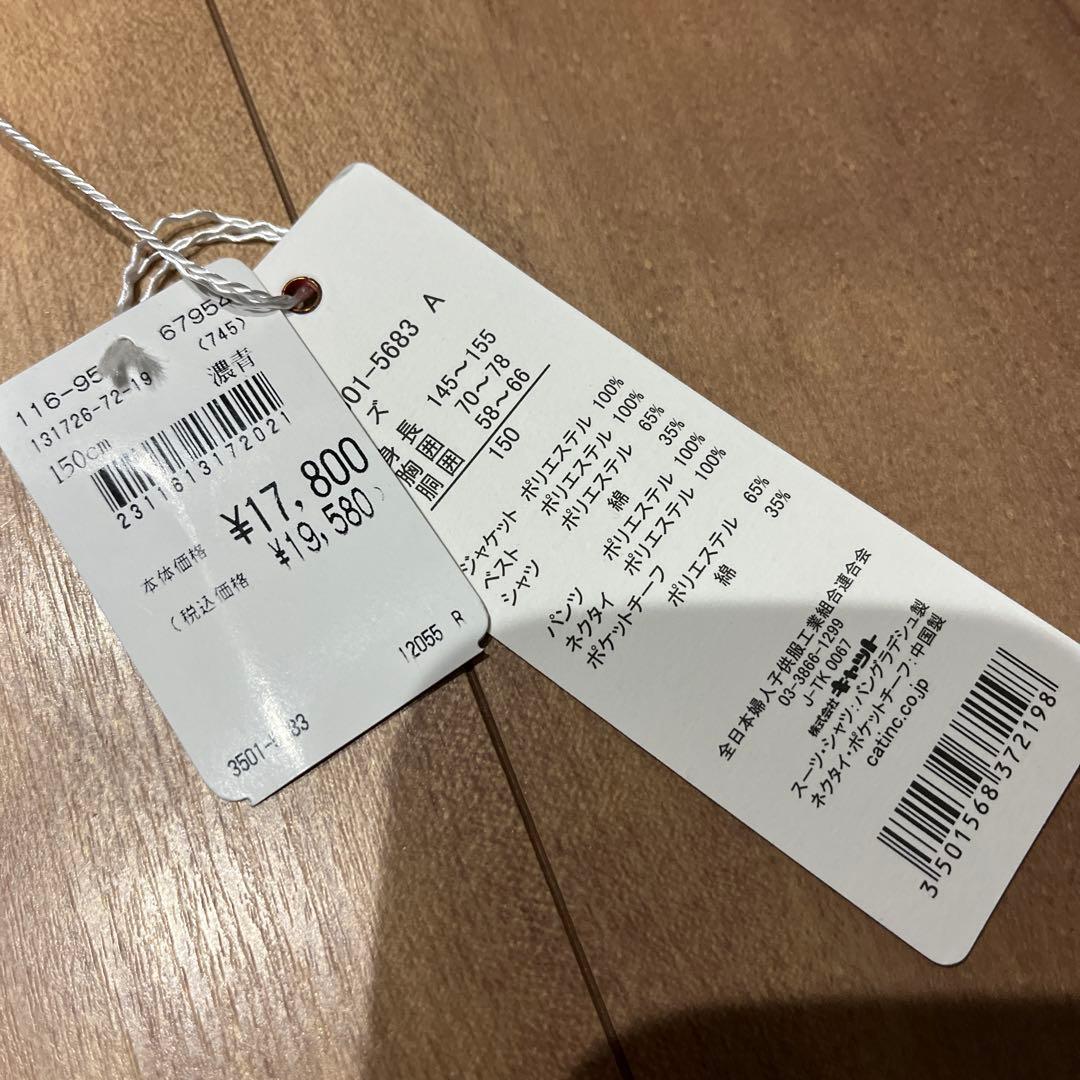 6795
(745)
116-95
131726-72-19
濃青
150cm
2311613172021
本体価格 ¥17,800
(税込価格 ¥19,580)
12055 R
3501-
01-5683 A
ズ
身長 145~155
胸囲 70~78
胴囲 58~66
150
ジャケット ポリエステル 100%
ベスト ポリエステル 100%
シャツ ポリエステル 65%
綿 35%
パンツ ポリエステル 100%
ネクタイ ポリエステル 100%
ポケットチーフ ポリエステル 65%
綿 35%
全日本婦人子供服工業組合連合会
03-3866-1299
J-TK 0067
株式会社キャット
スーツ・シャツ:バングラデシュ製
ネクタイ・ポケットチーフ:中国製
catinc.co.jp
3501568372198